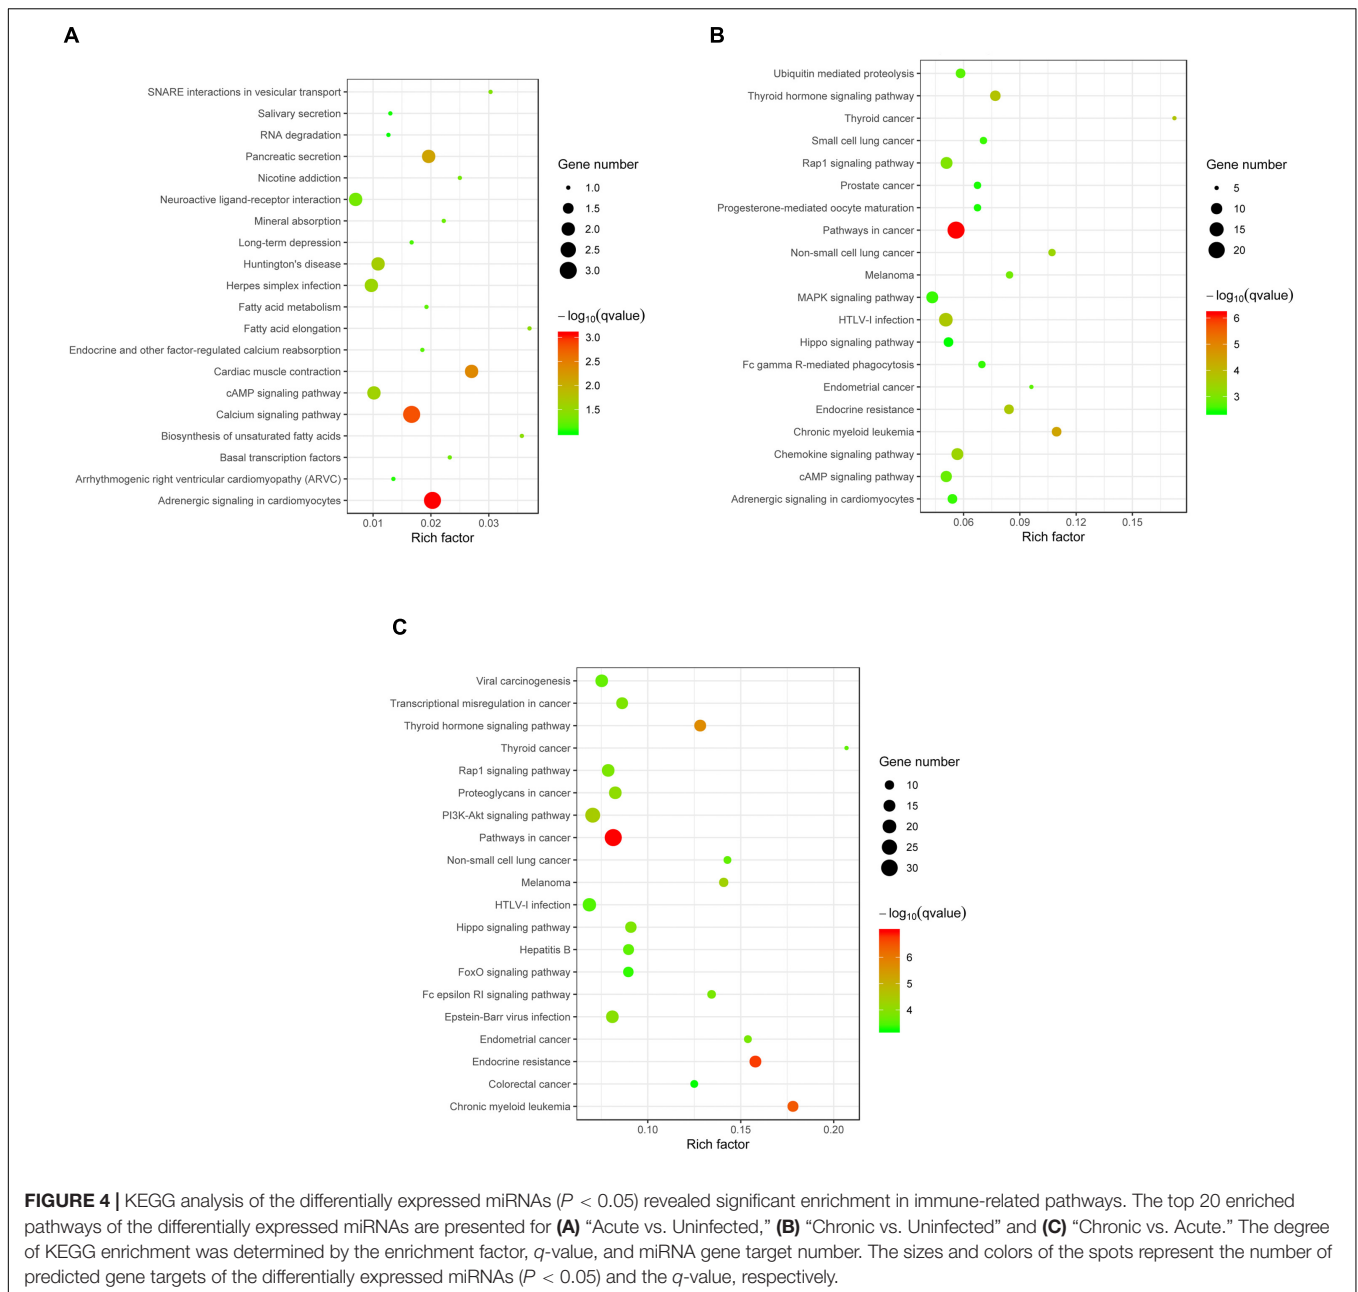 A
SNARE interactions in vesicular transport
Salivary secretion
RNA degradation
Pancreatic secretion
Nicotine addiction
Neuroactive ligand-receptor interaction
Mineral absorption
Long-term depression
Huntington's disease
Herpes simplex infection
Fatty acid metabolism
Fatty acid elongation
Endocrine and other factor-regulated calcium reabsorption
Cardiac muscle contraction
cAMP signaling pathway
Calcium signaling pathway
Biosynthesis of unsaturated fatty acids
Basal transcription factors
Arrhythmogenic right ventricular cardiomyopathy (ARVC)
Adrenergic signaling in cardiomyocytes
0.01 0.02 0.03
Rich factor
Gene number
1.0
1.5
2.0
2.5
3.0
−log10(qvalue)
3.0
2.5
2.0
1.5
B
Ubiquitin mediated proteolysis
Thyroid hormone signaling pathway
Thyroid cancer
Small cell lung cancer
Rap1 signaling pathway
Prostate cancer
Progesterone-mediated oocyte maturation
Pathways in cancer
Non-small cell lung cancer
Melanoma
MAPK signaling pathway
HTLV-I infection
Hippo signaling pathway
Fc gamma R-mediated phagocytosis
Endometrial cancer
Endocrine resistance
Chronic myeloid leukemia
Chemokine signaling pathway
cAMP signaling pathway
Adrenergic signaling in cardiomyocytes
0.06 0.09 0.12 0.15
Rich factor
Gene number
5
10
15
20
−log10(qvalue)
6
5
4
3
C
Viral carcinogenesis
Transcriptional misregulation in cancer
Thyroid hormone signaling pathway
Thyroid cancer
Rap1 signaling pathway
Proteoglycans in cancer
PI3K-Akt signaling pathway
Pathways in cancer
Non-small cell lung cancer
Melanoma
HTLV-I infection
Hippo signaling pathway
Hepatitis B
FoxO signaling pathway
Fc epsilon RI signaling pathway
Epstein-Barr virus infection
Endometrial cancer
Endocrine resistance
Colorectal cancer
Chronic myeloid leukemia
0.10 0.15 0.20
Rich factor
Gene number
10
15
20
25
30
−log10(qvalue)
6
5
4
FIGURE 4 | KEGG analysis of the differentially expressed miRNAs (P < 0.05) revealed significant enrichment in immune-related pathways. The top 20 enriched
pathways of the differentially expressed miRNAs are presented for (A) “Acute vs. Uninfected,” (B) “Chronic vs. Uninfected” and (C) “Chronic vs. Acute.” The degree
of KEGG enrichment was determined by the enrichment factor, q-value, and miRNA gene target number. The sizes and colors of the spots represent the number of
predicted gene targets of the differentially expressed miRNAs (P < 0.05) and the q-value, respectively.